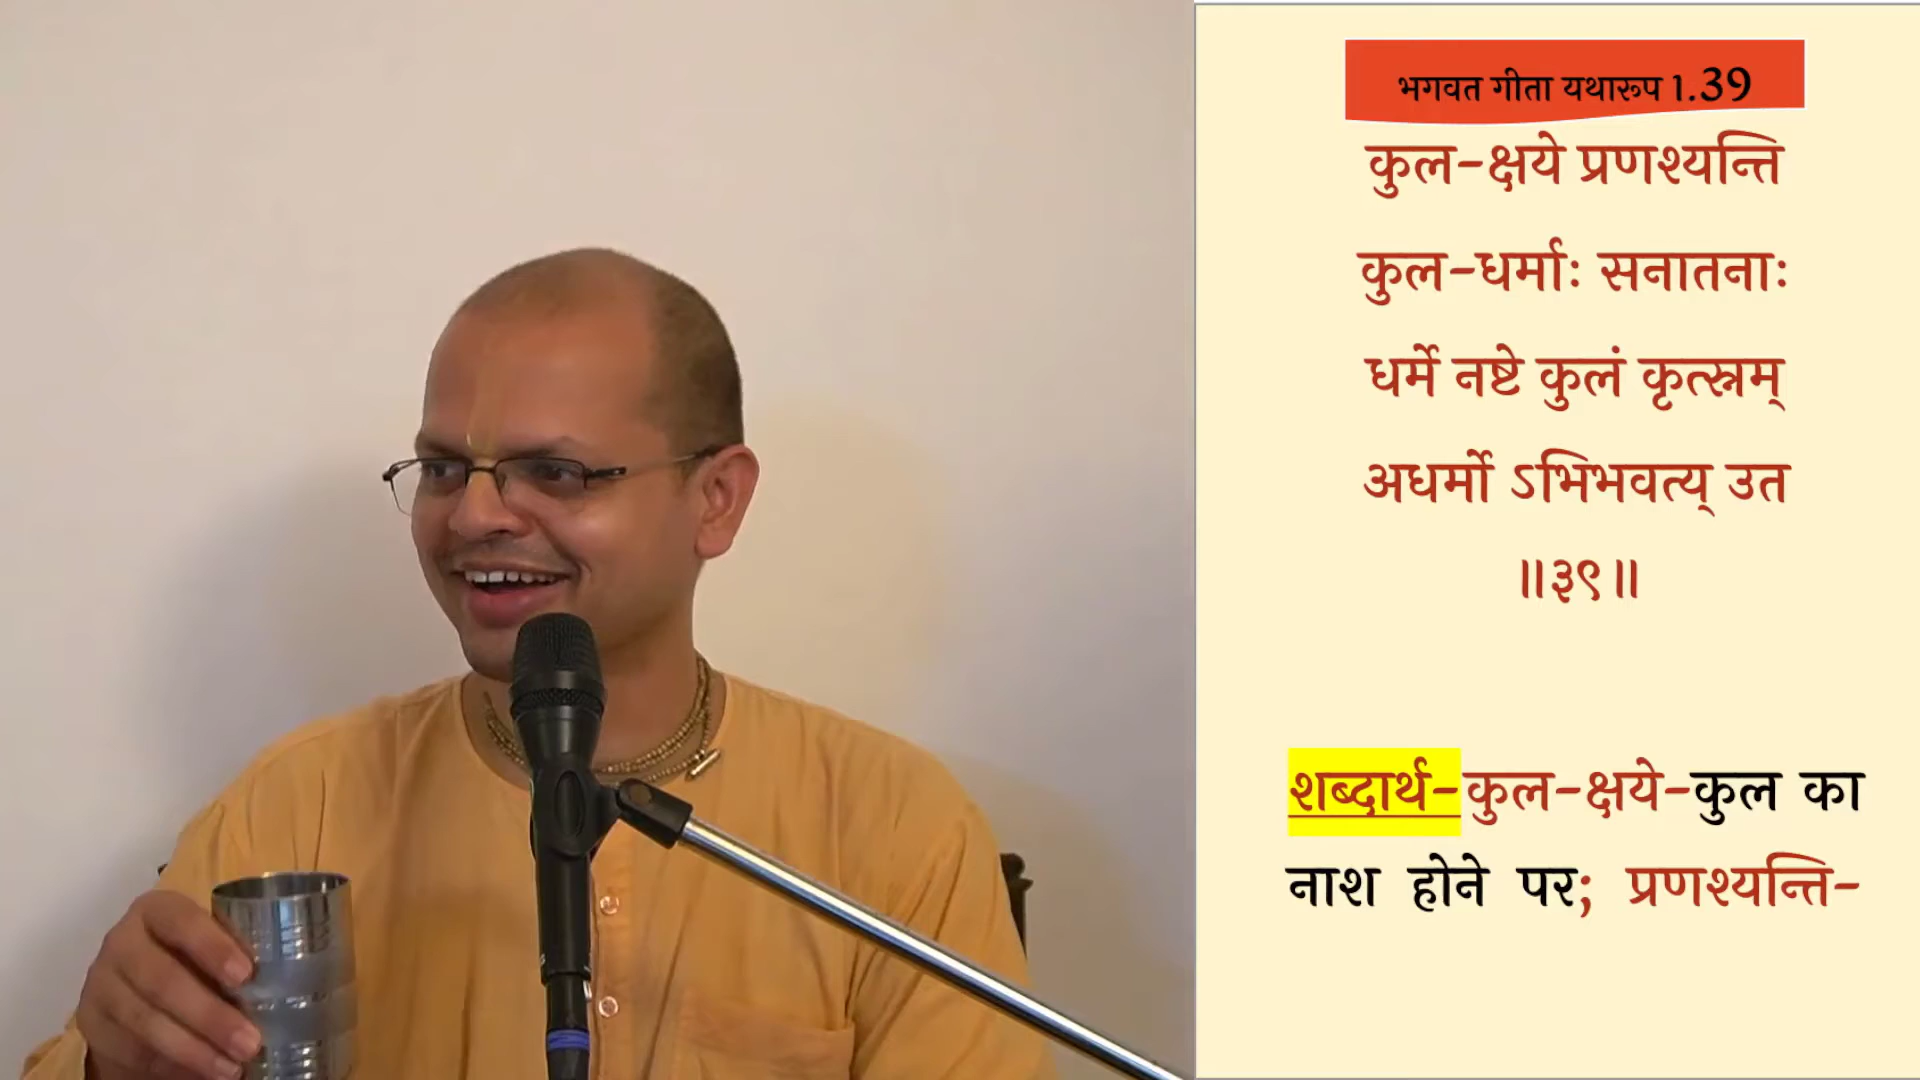 भगवत गीता यथारूप 1.39
कुल-क्षये प्रणश्यन्ति
कुल-धर्माः सनातनाः
धर्मे नष्टे कुलं कृत्स्नम्
अधर्मो ऽभिभवत्य् उत
॥३९॥
शब्दार्थ-कुल-क्षये-कुल का
नाश होने पर; प्रणश्यन्ति-